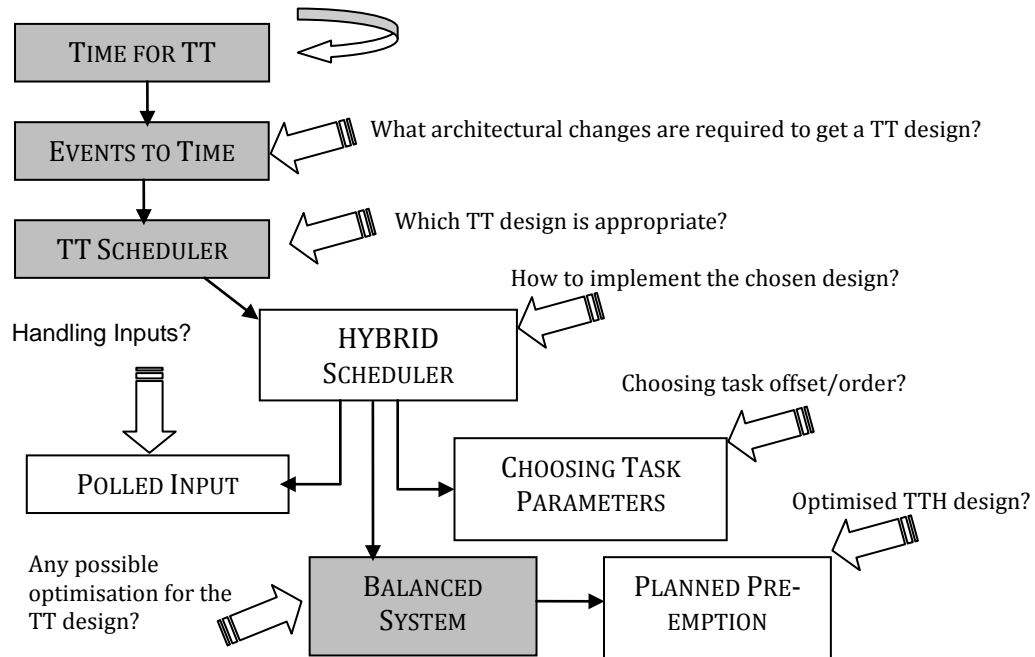 TIME FOR TT
What architectural changes are required to get a TT design?
EVENTS TO TIME
Which TT design is appropriate?
TT SCHEDULER
How to implement the chosen design?
Handling Inputs?
HYBRID
SCHEDULER
Choosing task offset/order?
POLLED INPUT
CHOOSING TASK
PARAMETERS
Optimised TTH design?
Any possible
optimisation for the
TT design?
BALANCED
SYSTEM
PLANNED PRE-
EMPTION